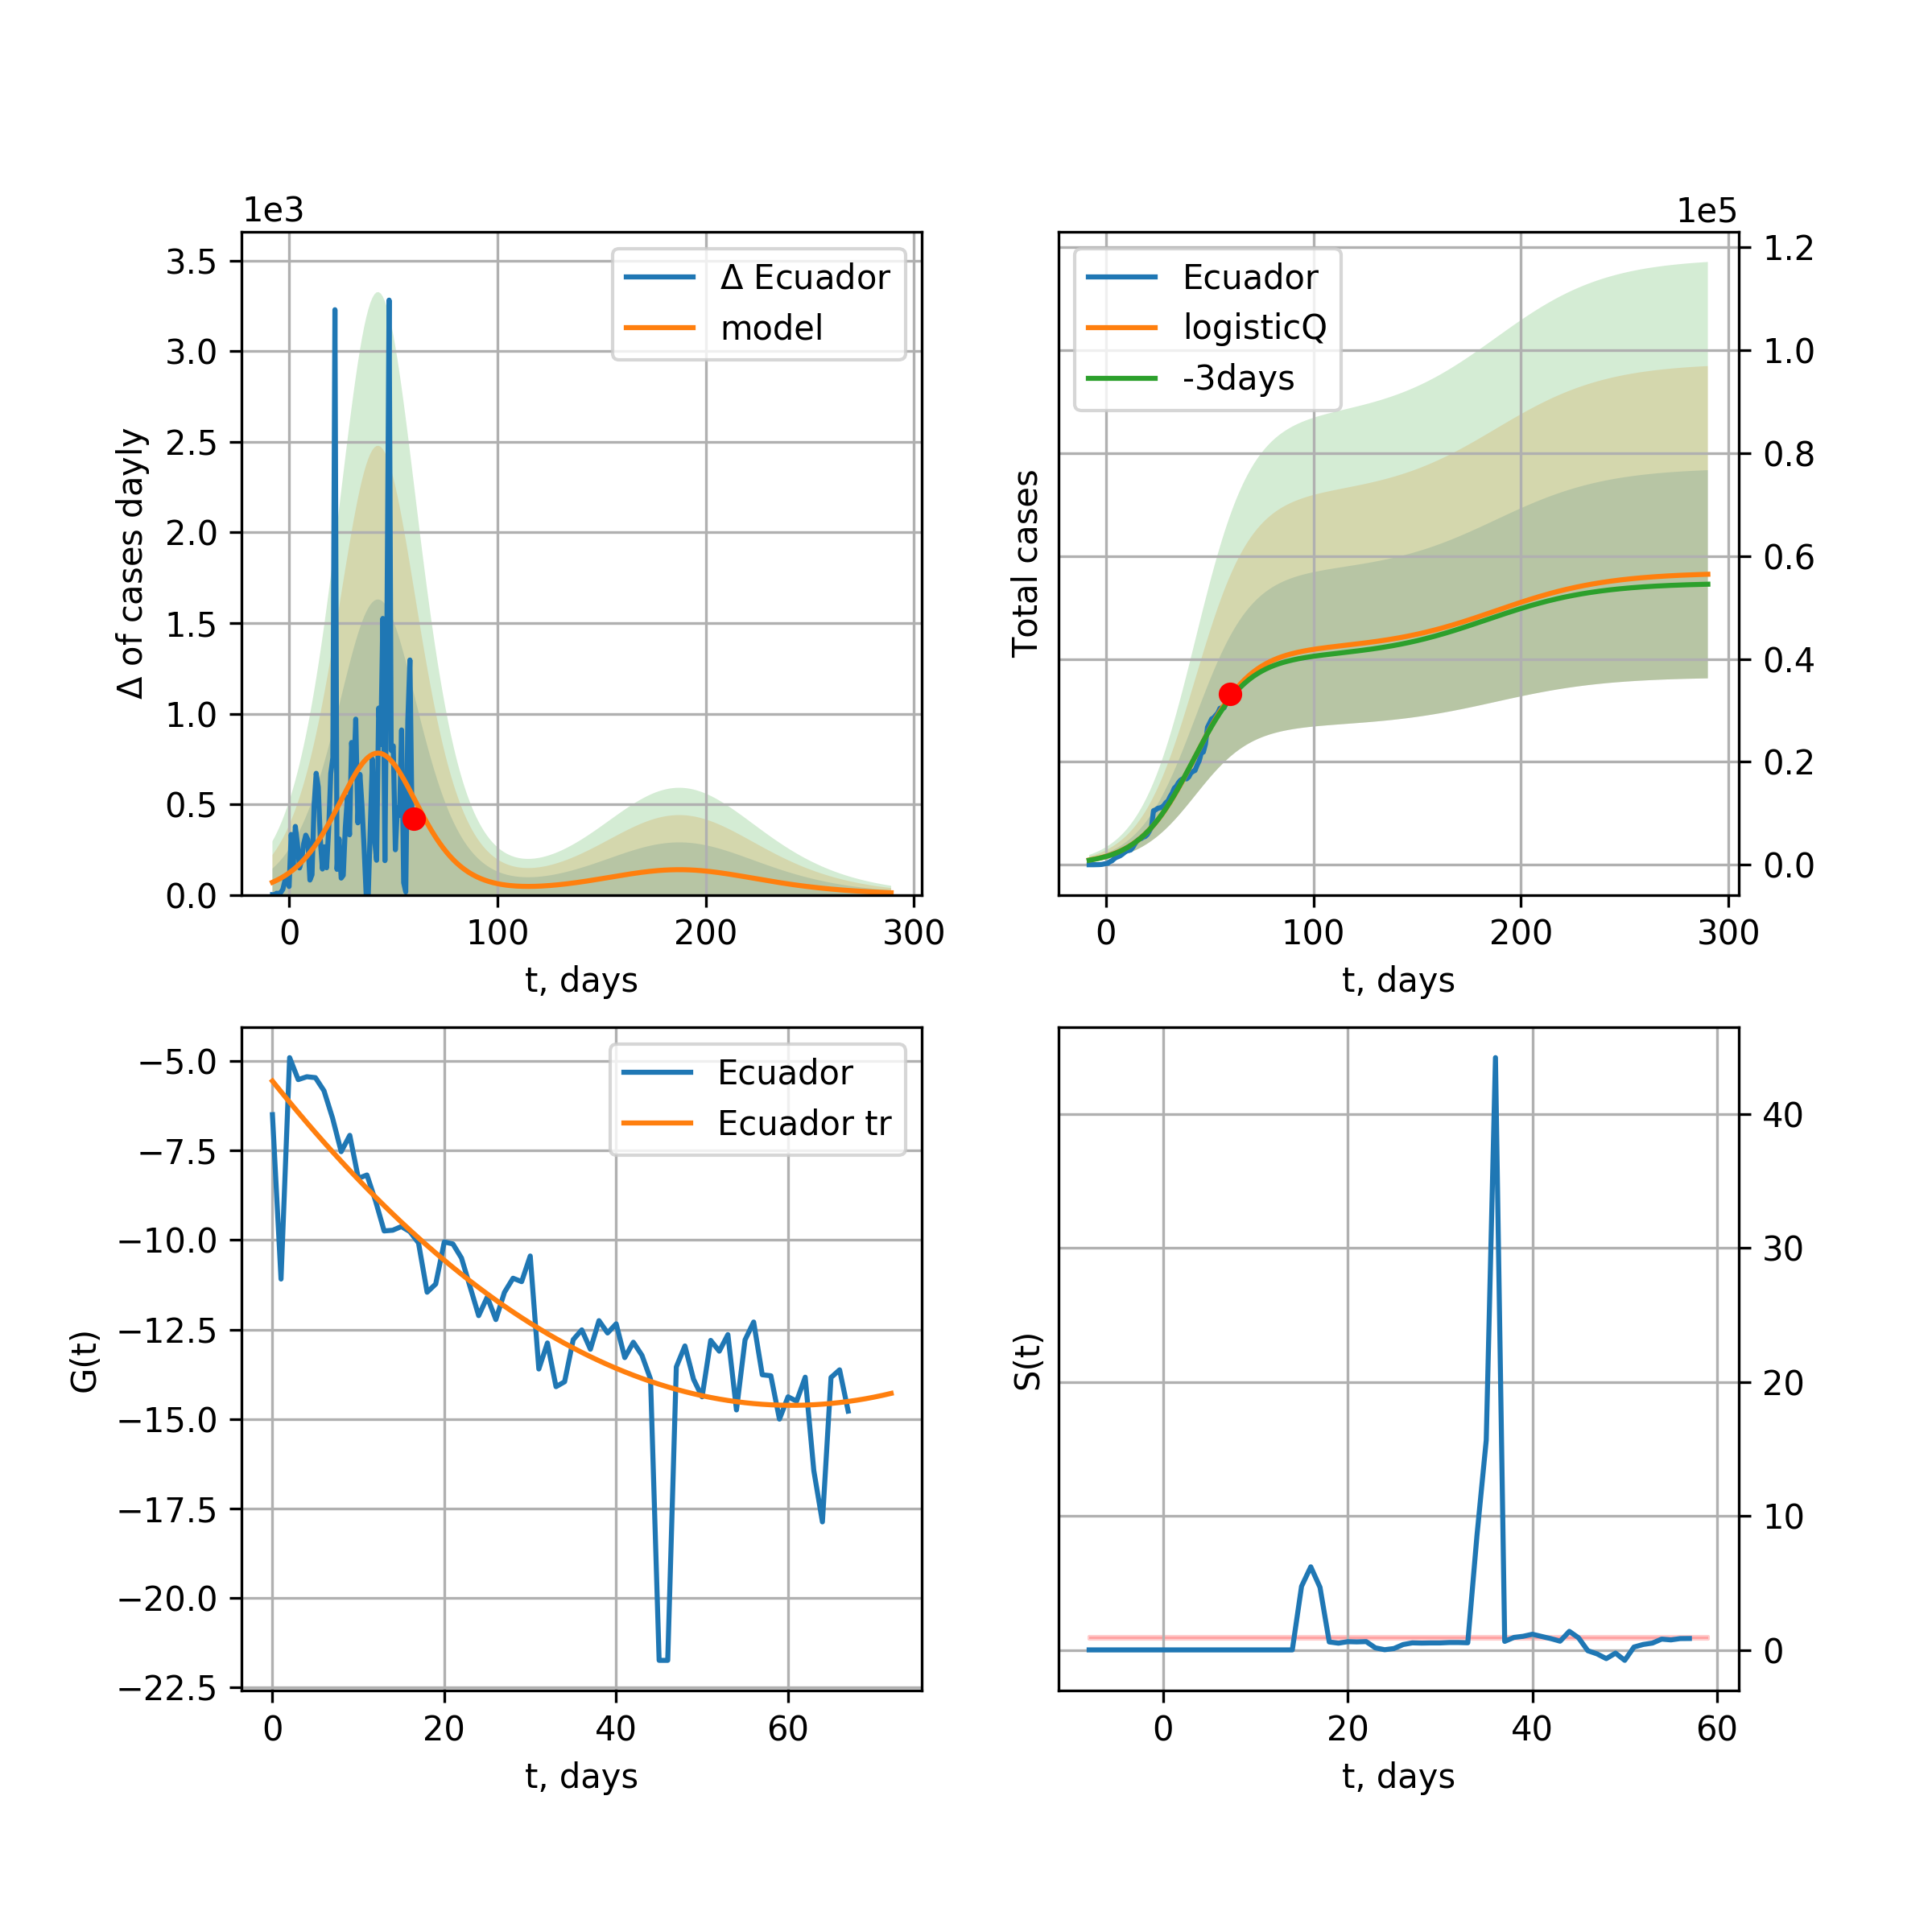 1e3
3.5
3.0
2.5
2.0
1.5
1.0
0.5
0.0
Δ of cases dayly
Δ Ecuador
model
0 100 200 300
t, days
1e5
Ecuador
logisticQ
-3days
Total cases
1.2
1.0
0.8
0.6
0.4
0.2
0.0
0 100 200 300
t, days
−5.0
−7.5
−10.0
−12.5
−15.0
−17.5
−20.0
−22.5
G(t)
Ecuador
Ecuador tr
0 20 40 60
t, days
S(t)
40
30
20
10
0
0 20 40 60
t, days